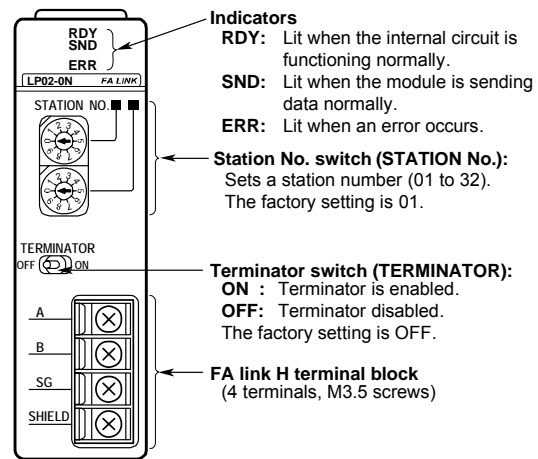 RDY
SND
ERR
LP02-0N FA LINK
STATION NO.
TERMINATOR
OFF ON
A
B
SG
SHIELD
Indicators
RDY: Lit when the internal circuit is
functioning normally.
SND: Lit when the module is sending
data normally.
ERR: Lit when an error occurs.
Station No. switch (STATION No.):
Sets a station number (01 to 32).
The factory setting is 01.
Terminator switch (TERMINATOR):
ON : Terminator is enabled.
OFF: Terminator disabled.
The factory setting is OFF.
FA link H terminal block
(4 terminals, M3.5 screws)